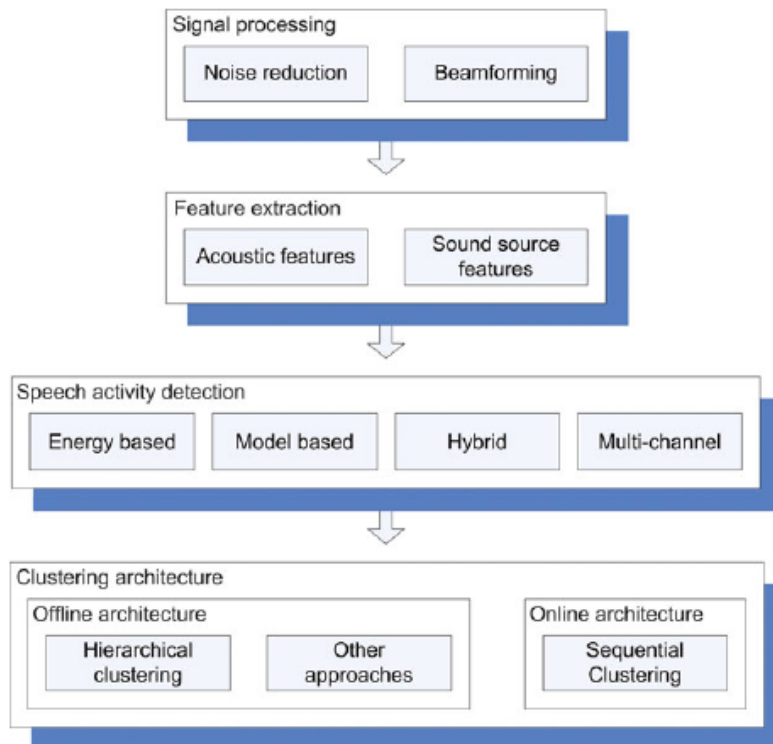 Signal processing
Noise reduction
Beamforming
Feature extraction
Acoustic features
Sound source
features
Speech activity detection
Energy based
Model based
Hybrid
Multi-channel
Clustering architecture
Offline architecture
Hierarchical
clustering
Other
approaches
Online architecture
Sequential
Clustering